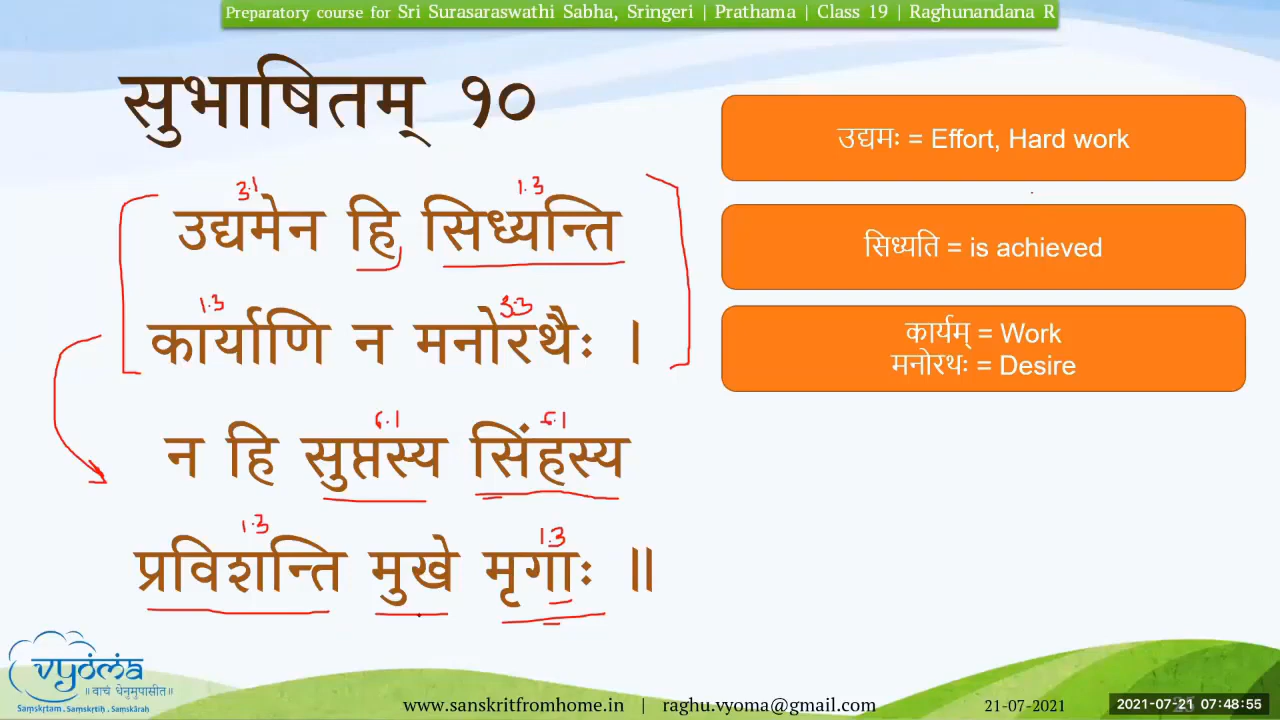 Preparatory course for Sri Surasaraswathi Sabha, Sringeri | Prathama | Class 19 | Raghunandana R
सुभाषितम् १०
3.1 1.3
उद्यमेन हि सिध्यन्ति
1.3 3.3
कार्याणि न मनोरथैः ।
6.1 6.1
न हि सुप्तस्य सिंहस्य
1.3 1.3
प्रविशन्ति मुखे मृगाः ॥
उद्यमः = Effort, Hard work
सिध्यति = is achieved
कार्यम् = Work
मनोरथः = Desire
vyoma
॥ वाचं धेनुमुपासीत॥
Saṃskṛtam . Saṃskṛtiḥ . Saṃskāraḥ
www.sanskritfromhome.in | raghu.vyoma@gmail.com
21-07-2021
2021-07-21 07:48:55